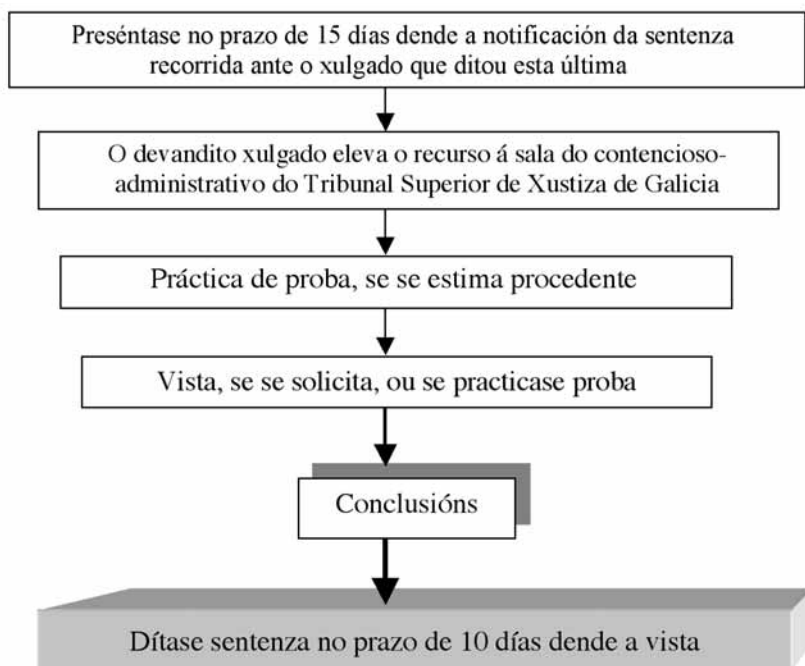 Preséntase no prazo de 15 días dende a notificación da sentenza
recorrida ante o xulgado que ditou esta última
O devandito xulgado eleva o recurso á sala do contencioso-
administrativo do Tribunal Superior de Xustiza de Galicia
Práctica de proba, se se estima procedente
Vista, se se solicita, ou se practicase proba
Conclusións
Dítase sentenza no prazo de 10 días dende a vista